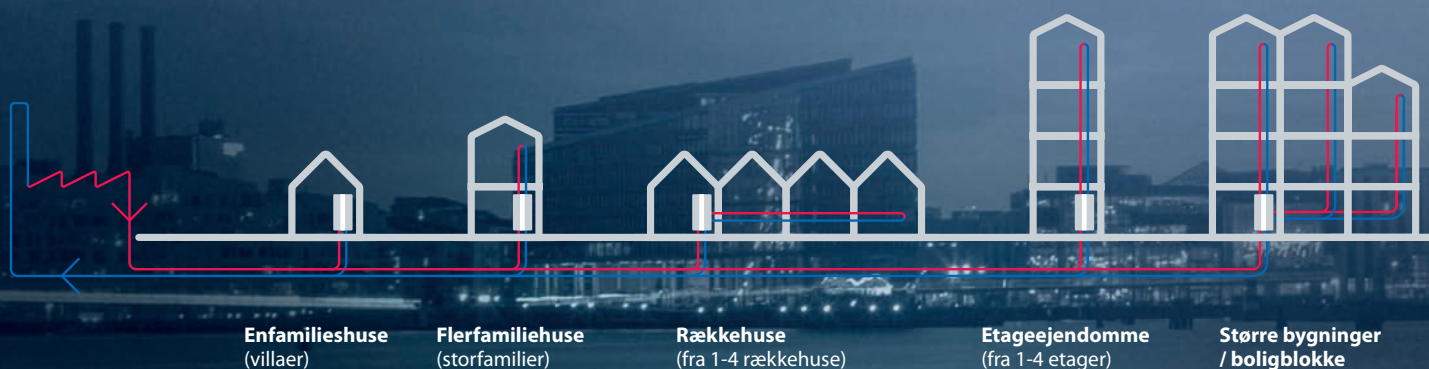 Enfamilieshuse
(villaer)
Flerfamiliehuse
(storfamilier)
Rækkehuse
(fra 1-4 rækkehuse)
Etageejendomme
(fra 1-4 etager)
Større bygninger
/ boligblokke